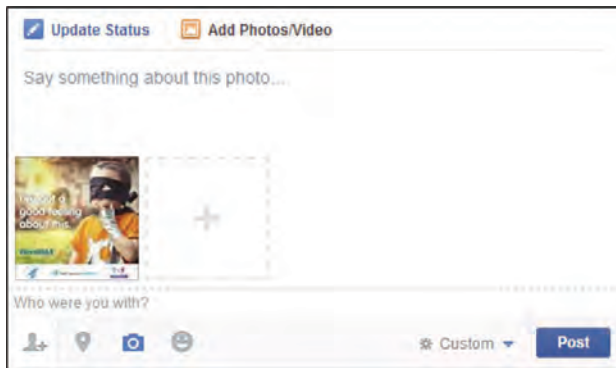 Update Status Add Photos/Video
Say something about this photo...
I've got a
good feeling
about this.
Who were you with?
Custom Post